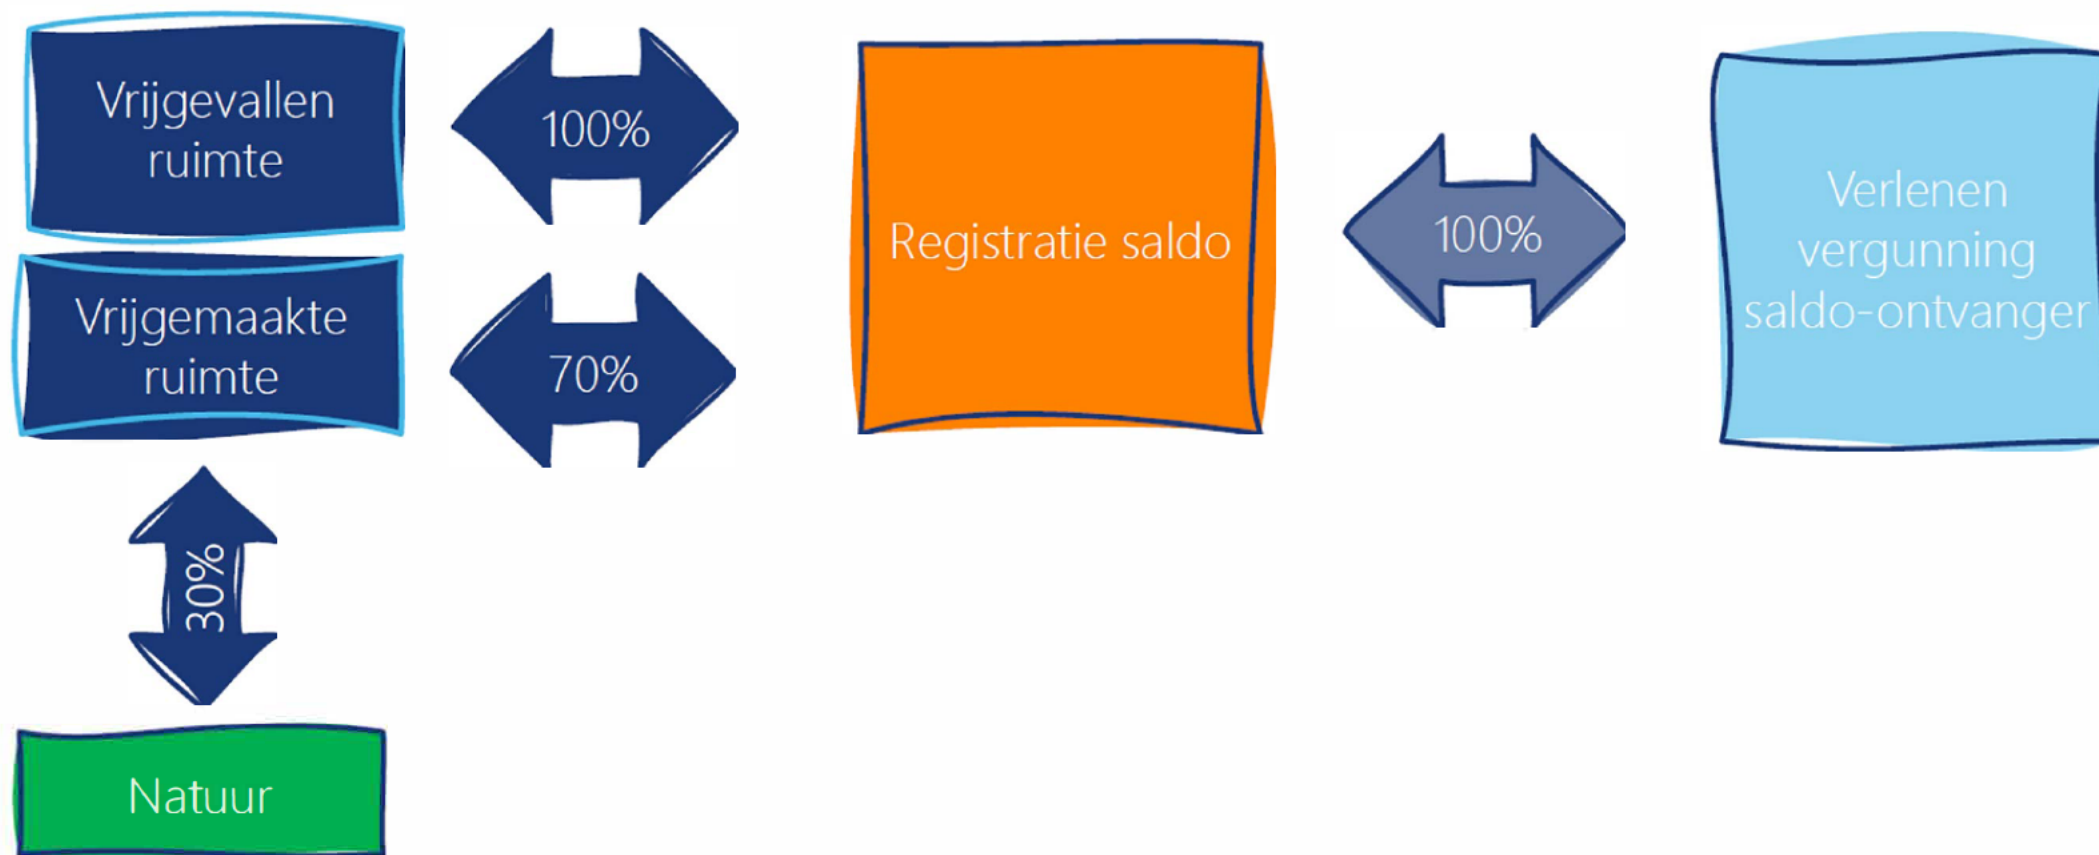 Vrijgevallen
ruimte
100%
Vrijgemaakte
ruimte
70%
Registratie saldo
100%
Verlenen
vergunning
saldo-ontvanger
30%
Natuur